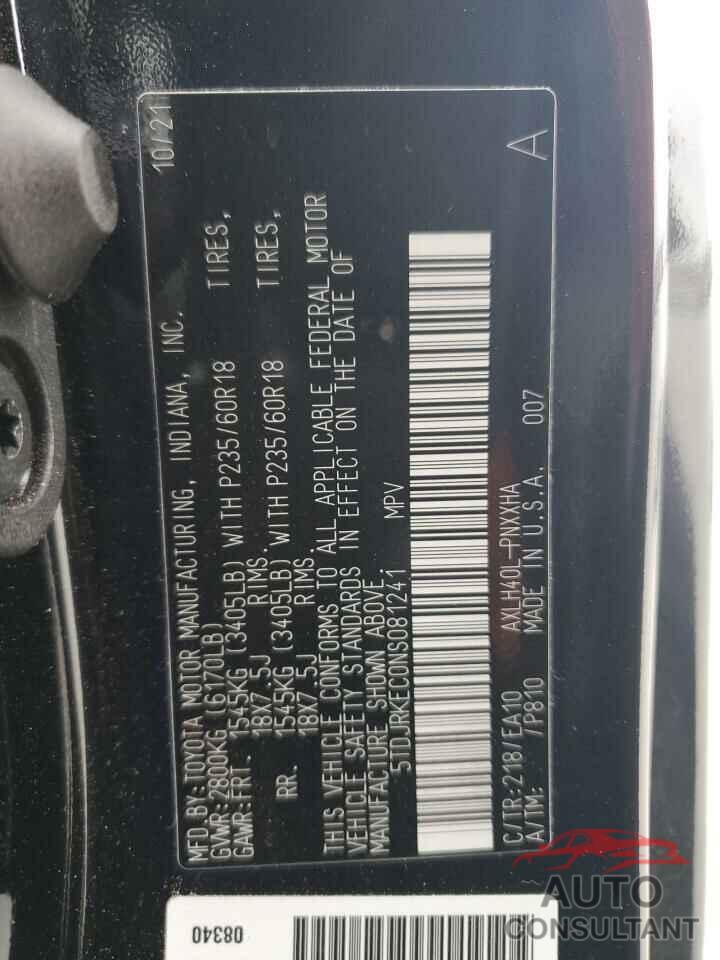 MFD.BY:TOYOTA MOTOR MANUFACTURING, INDIANA, INC. 10/21
GVWR:2800KG (6170LB)
GAWR:FRT. 1545KG (3405LB) WITH P235/60R18 TIRES,
18X7.5J RIMS.
RR. 1545KG (3405LB) WITH P235/60R18 TIRES,
18X7.5J RIMS.
THIS VEHICLE CONFORMS TO ALL APPLICABLE FEDERAL MOTOR
VEHICLE SAFETY STANDARDS IN EFFECT ON THE DATE OF
MANUFACTURE SHOWN ABOVE.
5TDJRKEC0NS081241 MPV
C/TR:218/EA10 AXLH40L-PNXXHA
A/TM: /P810 MADE IN U.S.A. 007 A
08340
AUTO
CONSULTANT